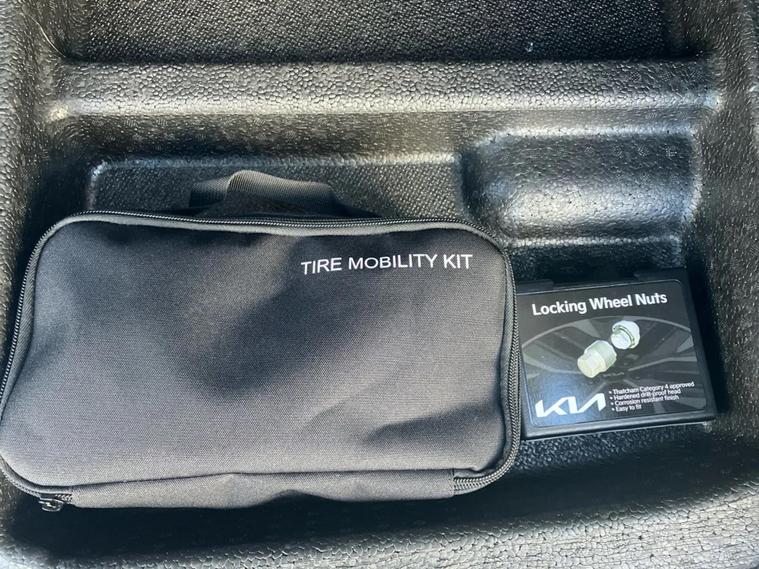 TIRE MOBILITY KIT
Locking Wheel Nuts
KIA
• Thatcham Category 4 approved
• Hardened drill-proof head
• Corrosion resistant finish
• Easy to fit